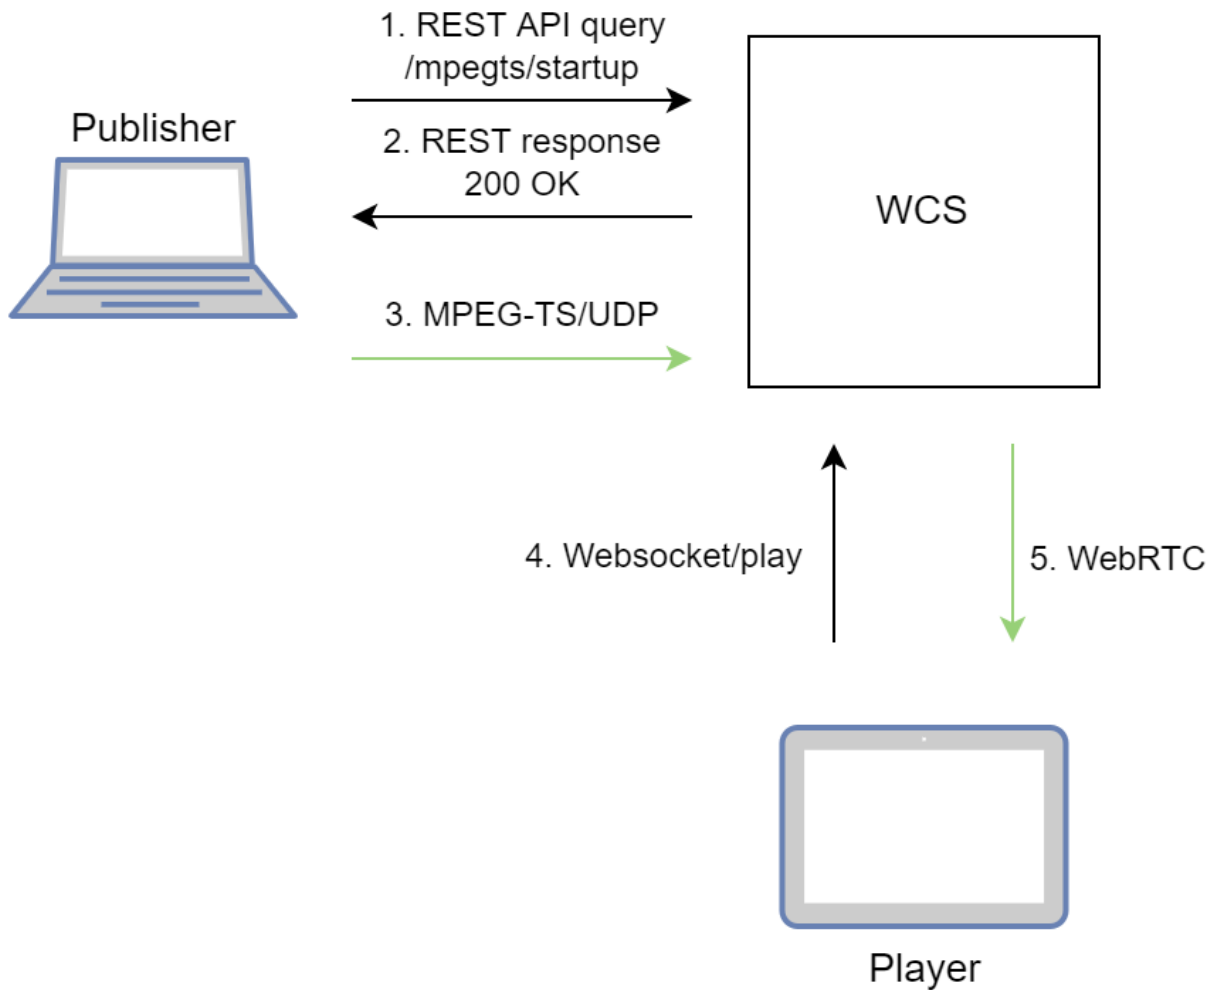 1. REST API query
/mpegts/startup
Publisher
2. REST response
200 OK
WCS
3. MPEG-TS/UDP
4. Websocket/play
5. WebRTC
Player